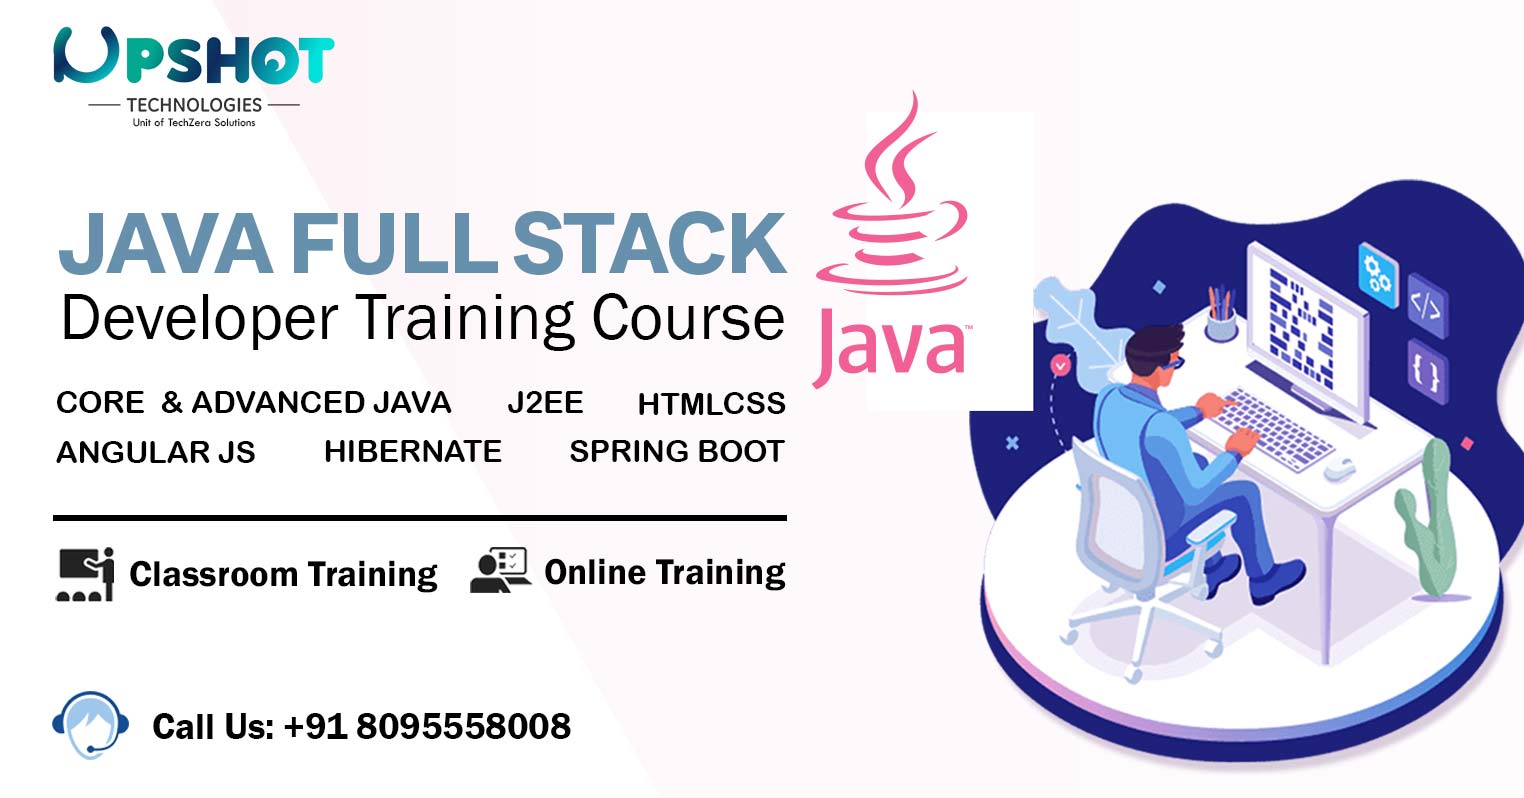 UPSHOT
TECHNOLOGIES
Unit of TechZera Solutions
JAVA FULL STACK
Developer Training Course
CORE & ADVANCED JAVA J2EE HTMLCSS
ANGULAR JS HIBERNATE SPRING BOOT
Classroom Training Online Training
Call Us: +91 8095558008
Java™
</>
{ }